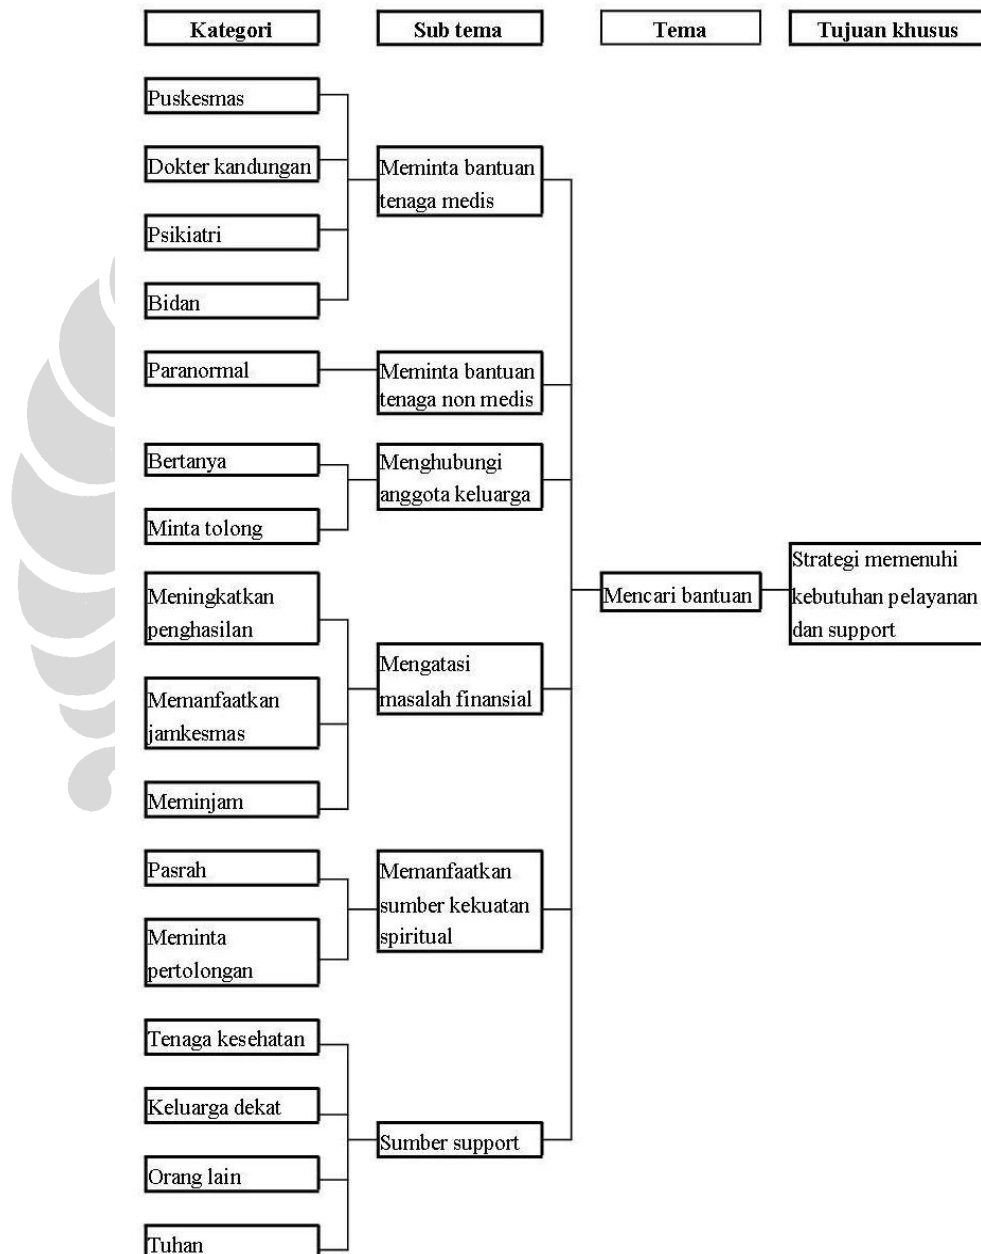 Kategori
Sub tema
Tema
Tujuan khusus
Puskesmas
Dokter kandungan
Psikiatri
Bidan
Meminta bantuan
tenaga medis
Paranormal
Meminta bantuan
tenaga non medis
Bertanya
Minta tolong
Menghubungi
anggota keluarga
Meningkatkan
penghasilan
Memanfaatkan
jamkesmas
Meminjam
Mengatasi
masalah finansial
Mencari bantuan
Strategi memenuhi
kebutuhan pelayanan
dan support
Pasrah
Meminta
pertolongan
Memanfaatkan
sumber kekuatan
spiritual
Tenaga kesehatan
Keluarga dekat
Orang lain
Tuhan
Sumber support